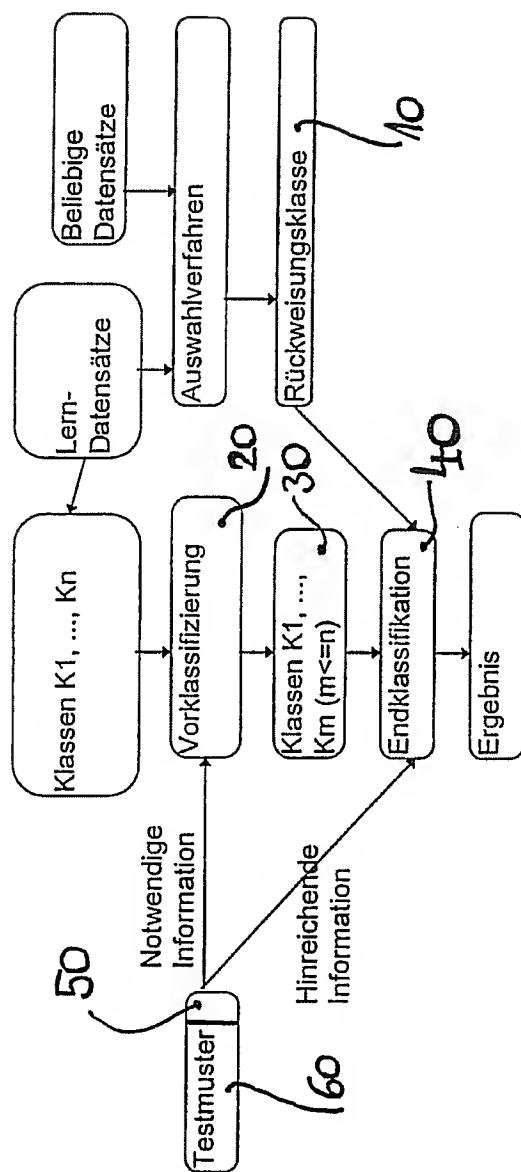 Lern-
Datensätze
Beliebige
Datensätze
Klassen K1, ..., Kn
Auswahlverfahren
Vorklassifizierung
20
Notwendige
Information
50
Testmuster
60
Klassen K1, ...,
Km (m<=n)
30
Rückweisungsklasse
10
Hinreichende
Information
Endklassifikation
40
Ergebnis